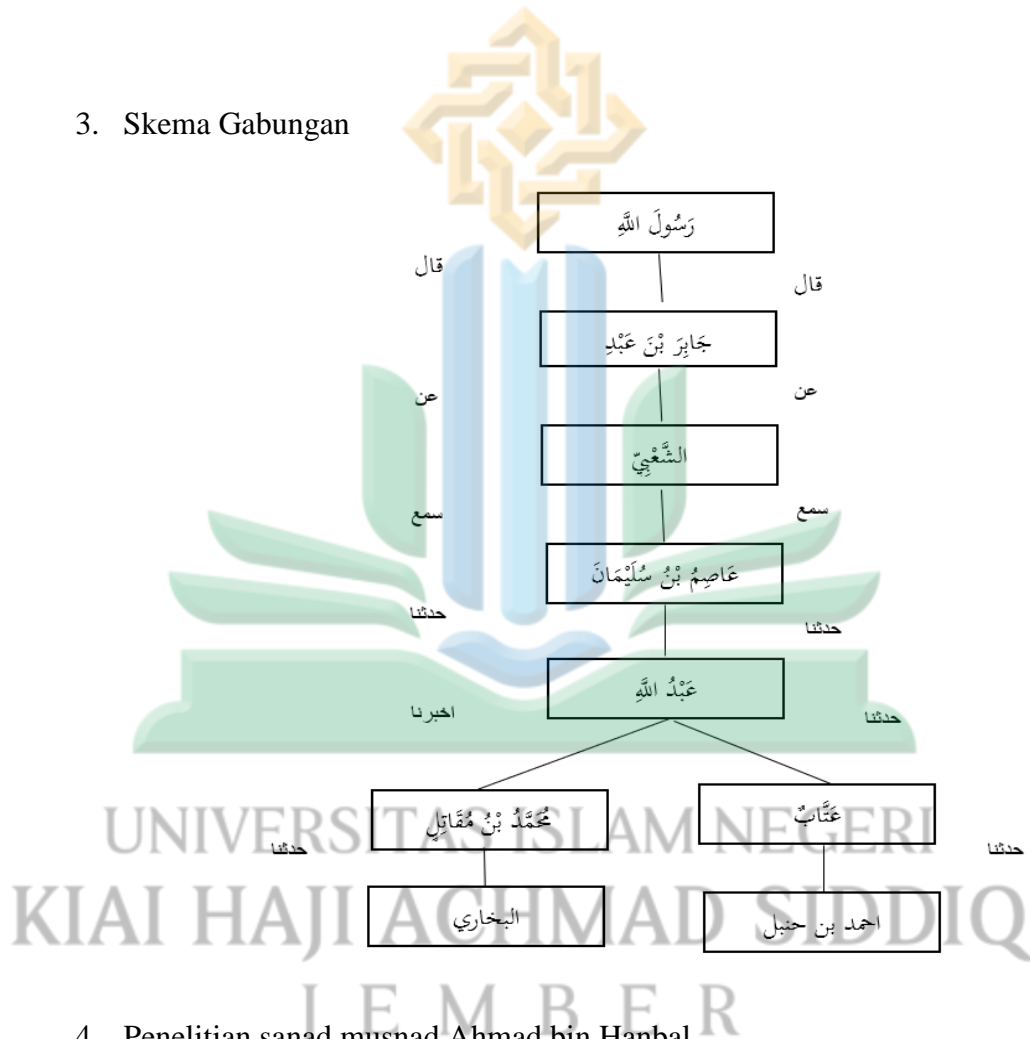 3. Skema Gabungan
رَسُولَ اللَّهِ
قال
قال
جَابِرَ بْنَ عَبْدِ
عن
عن
الشَّعْبِيّ
سمع
سمع
عَاصِمُ بْنُ سُلَيْمَانَ
حدثنا
حدثنا
عَبْدُ اللَّهِ
اخبرنا
حدثنا
مُحَمَّدُ بْنُ مُقَاتِلٍ
عَتَّابٌ
UNIVERSITAS ISLAM NEGERI
حدثنا
حدثنا
البخاري
احمد بن حنبل
KIAI HAJI ACHMAD SIDDIQ
J E M B E R
4. Penelitian sanad musnad Ahmad bin Hanbal